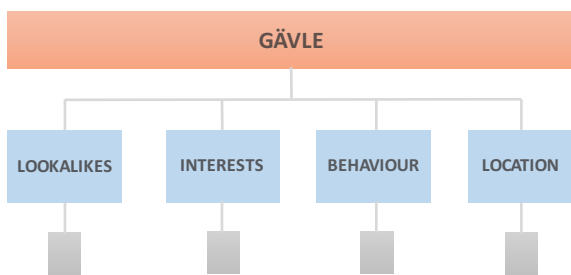 GÄVLE
LOOKALIKES
INTERESTS
BEHAVIOUR
LOCATION